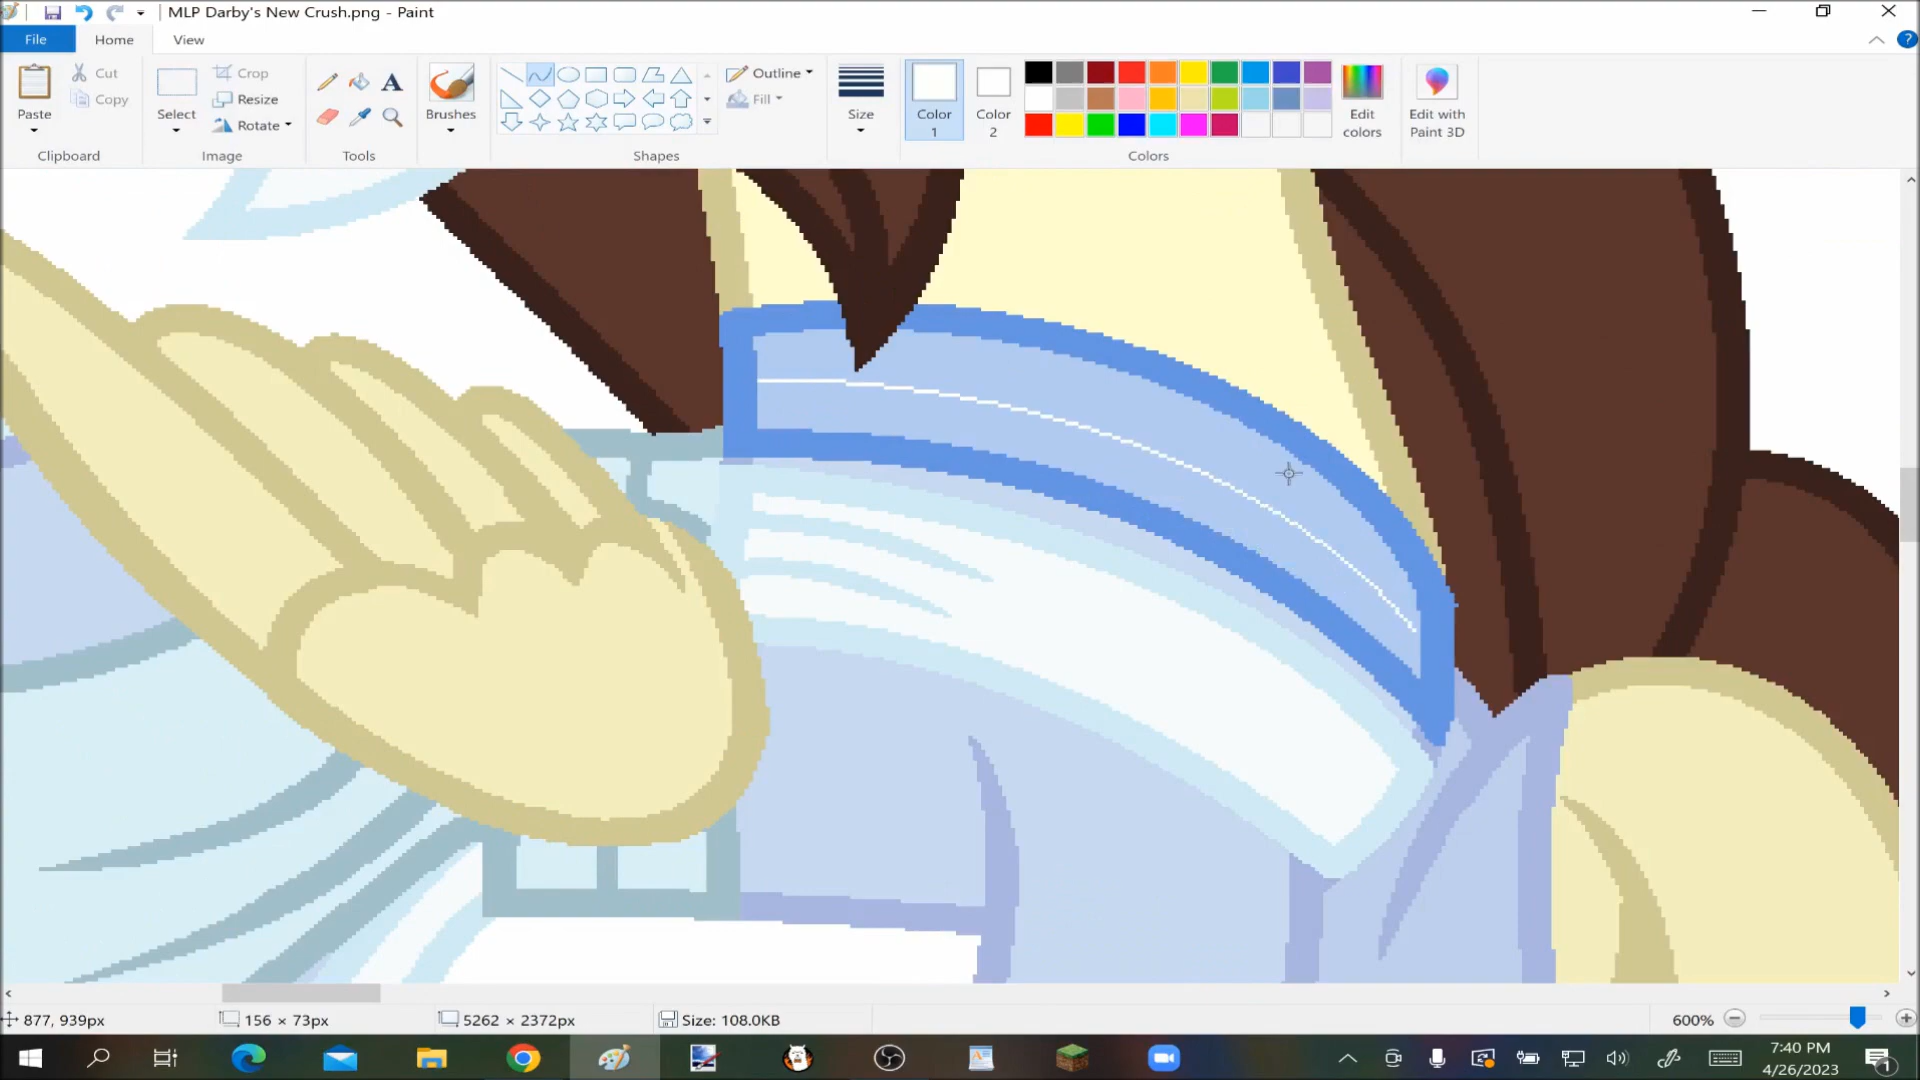 MLP Darby's New Crush.png - Paint
File Home View
Paste
Cut
Copy
Clipboard
Select
Crop
Resize
Rotate
Image
A
Tools
Brushes
Shapes
Outline
Fill
Size
Color 1
Color 2
Colors
Edit colors
Edit with Paint 3D
877, 939px
156 × 73px
5262 × 2372px
Size: 108.0KB
600%
7:40 PM
4/26/2023
1